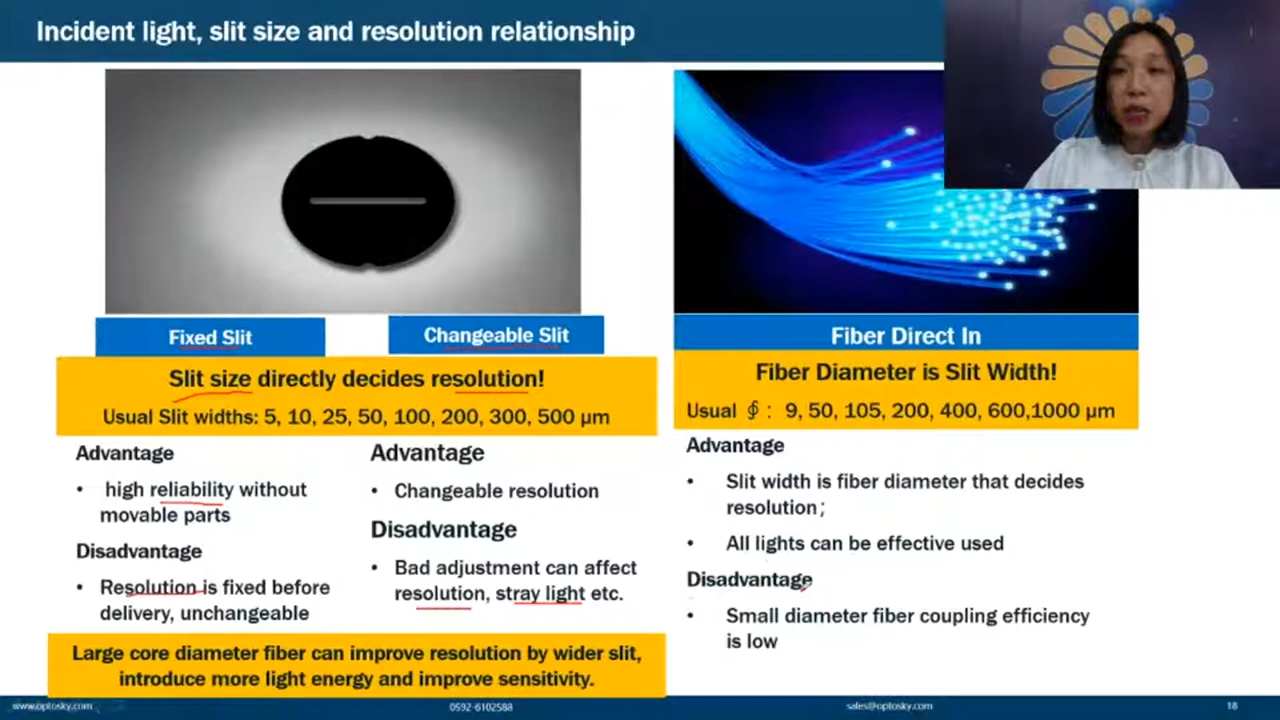 Incident light, slit size and resolution relationship
Fixed Slit
Changeable Slit
Slit size directly decides resolution!
Usual Slit widths: 5, 10, 25, 50, 100, 200, 300, 500 μm
Advantage
• high reliability without
movable parts
Disadvantage
• Resolution is fixed before
delivery, unchangeable
Advantage
• Changeable resolution
Disadvantage
• Bad adjustment can affect
resolution, stray light etc.
Large core diameter fiber can improve resolution by wider slit,
introduce more light energy and improve sensitivity.
Fiber Direct In
Fiber Diameter is Slit Width!
Usual ∮: 9, 50, 105, 200, 400, 600,1000 μm
Advantage
• Slit width is fiber diameter that decides
resolution;
• All lights can be effective used
Disadvantage
• Small diameter fiber coupling efficiency
is low
www.optosky.com
0592-6102588
sales@optosky.com
18